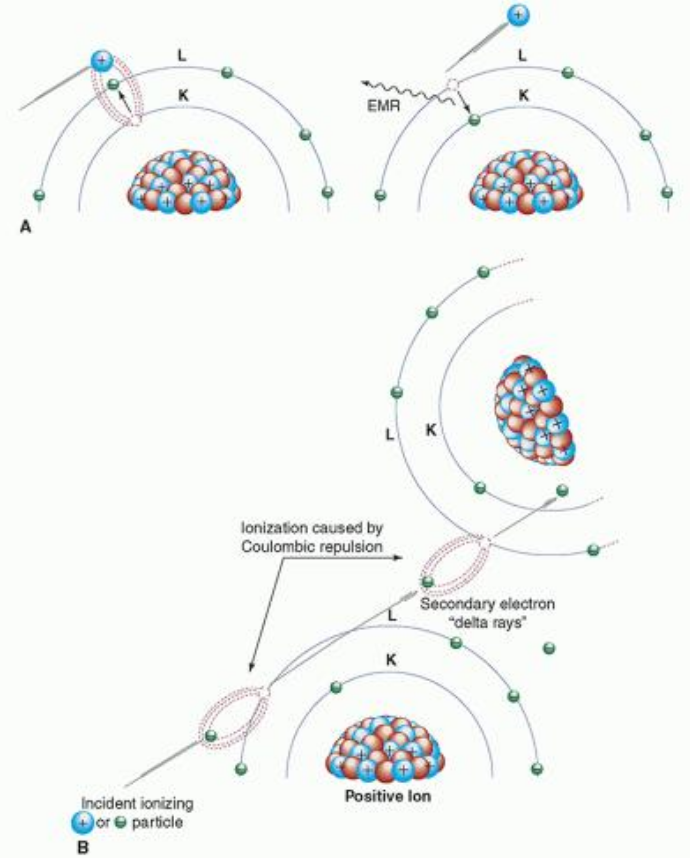 L
K
L
K
EMR
A
L
K
Ionization caused by
Coulombic repulsion
Secondary electron
"delta rays"
L
K
Positive Ion
Incident ionizing
+ or − particle
B